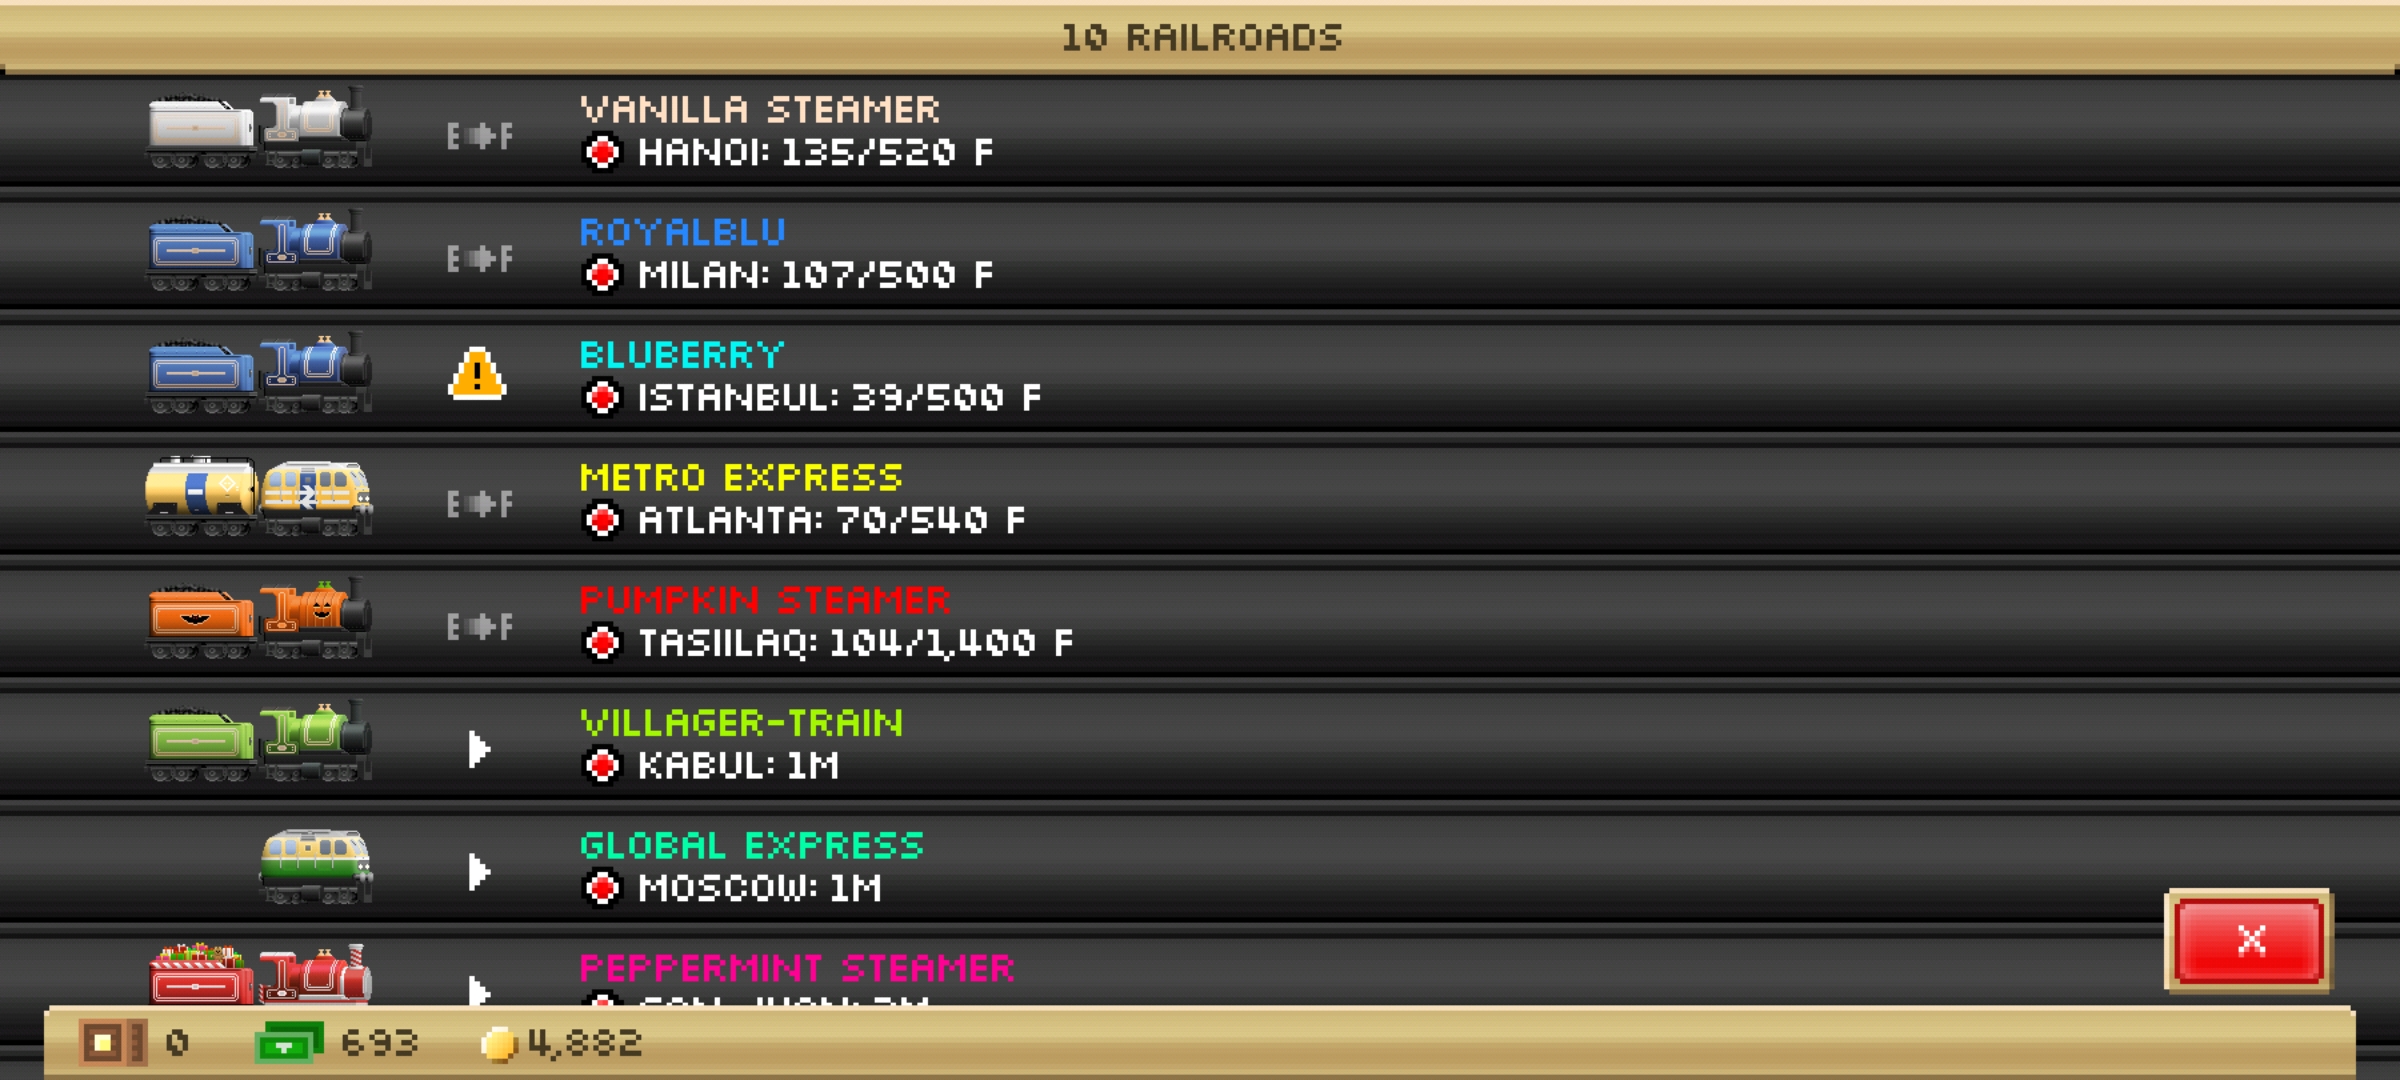 10 RAILROADS
VANILLA STEAMER
E F
HANOI: 135/520 F
ROYALBLU
E F
MILAN: 107/500 F
BLUBERRY
ISTANBUL: 39/500 F
METRO EXPRESS
E F
ATLANTA: 70/540 F
PUMPKIN STEAMER
E F
TASIILAQ: 104/1,400 F
VILLAGER-TRAIN
KABUL: 1M
GLOBAL EXPRESS
MOSCOW: 1M
PEPPERMINT STEAMER
X
0 693 4,882